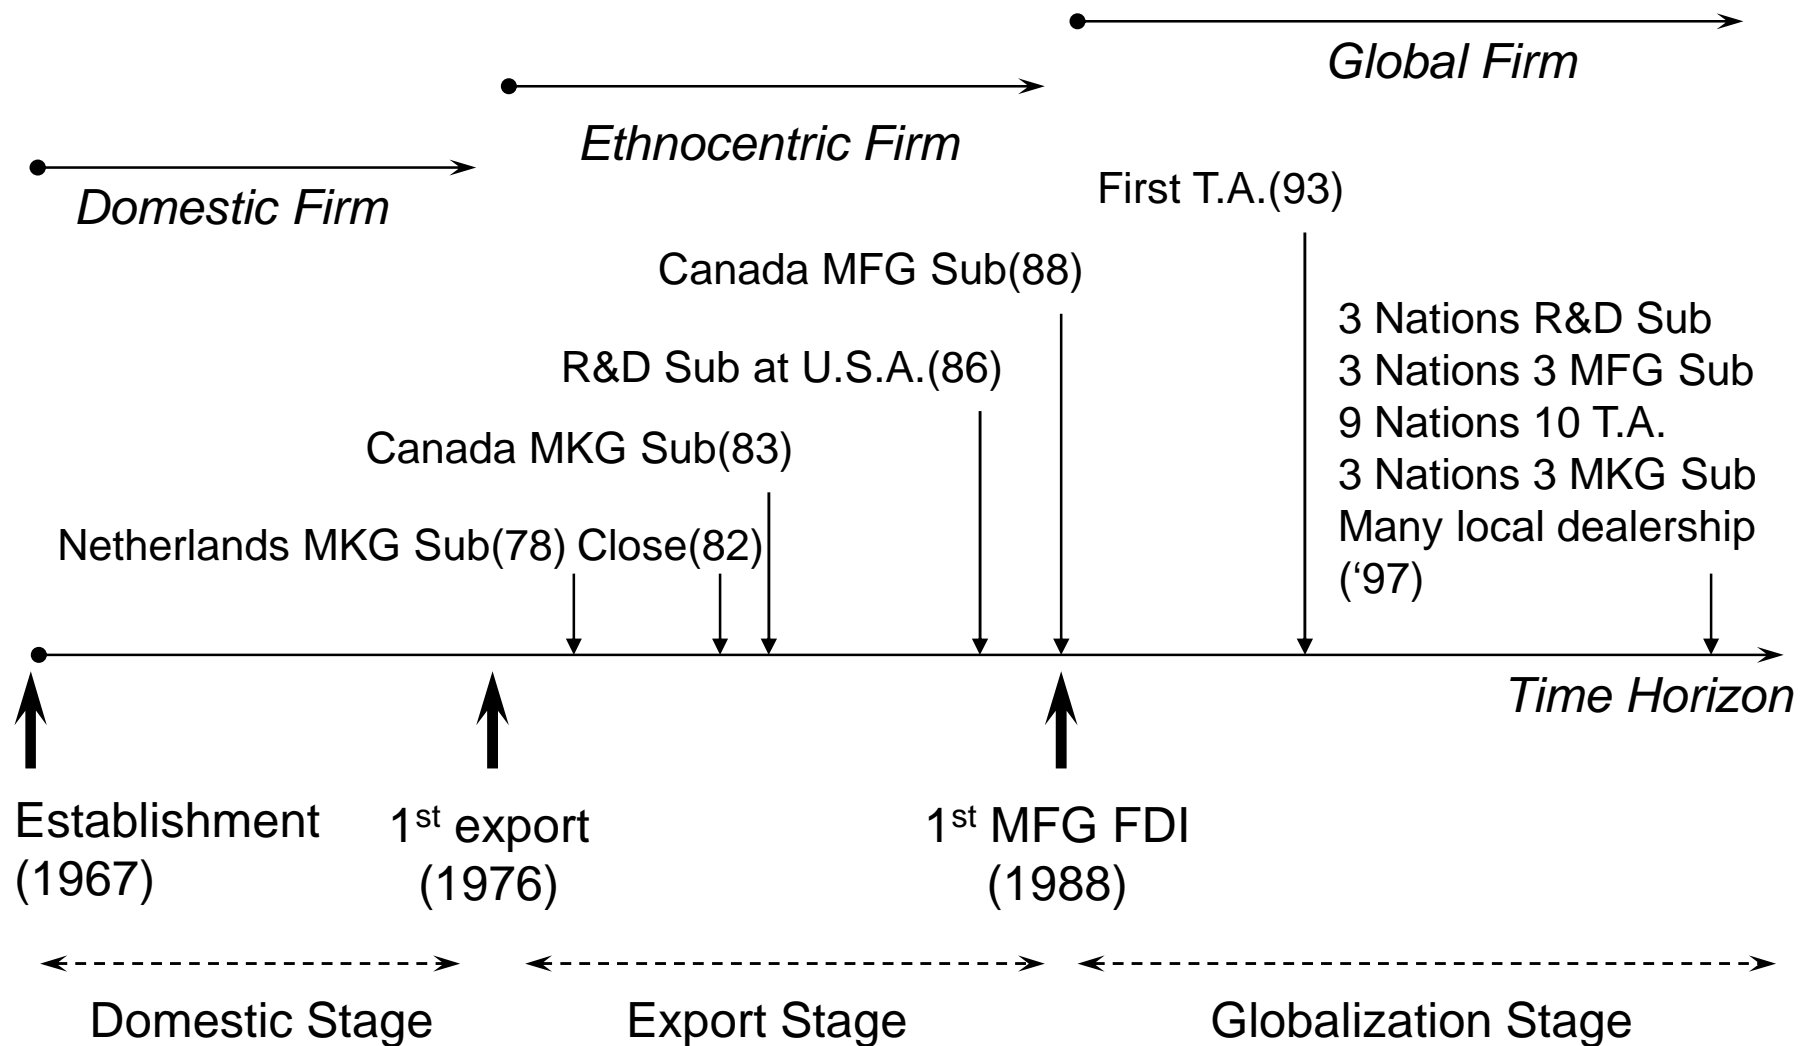 Global Firm
Ethnocentric Firm
Domestic Firm
First T.A.(93)
Canada MFG Sub(88)
3 Nations R&D Sub
3 Nations 3 MFG Sub
9 Nations 10 T.A.
3 Nations 3 MKG Sub
Many local dealership
(‘97)
R&D Sub at U.S.A.(86)
Canada MKG Sub(83)
Netherlands MKG Sub(78) Close(82)
Time Horizon
Establishment
(1967)
1st export
(1976)
1st MFG FDI
(1988)
Domestic Stage
Export Stage
Globalization Stage